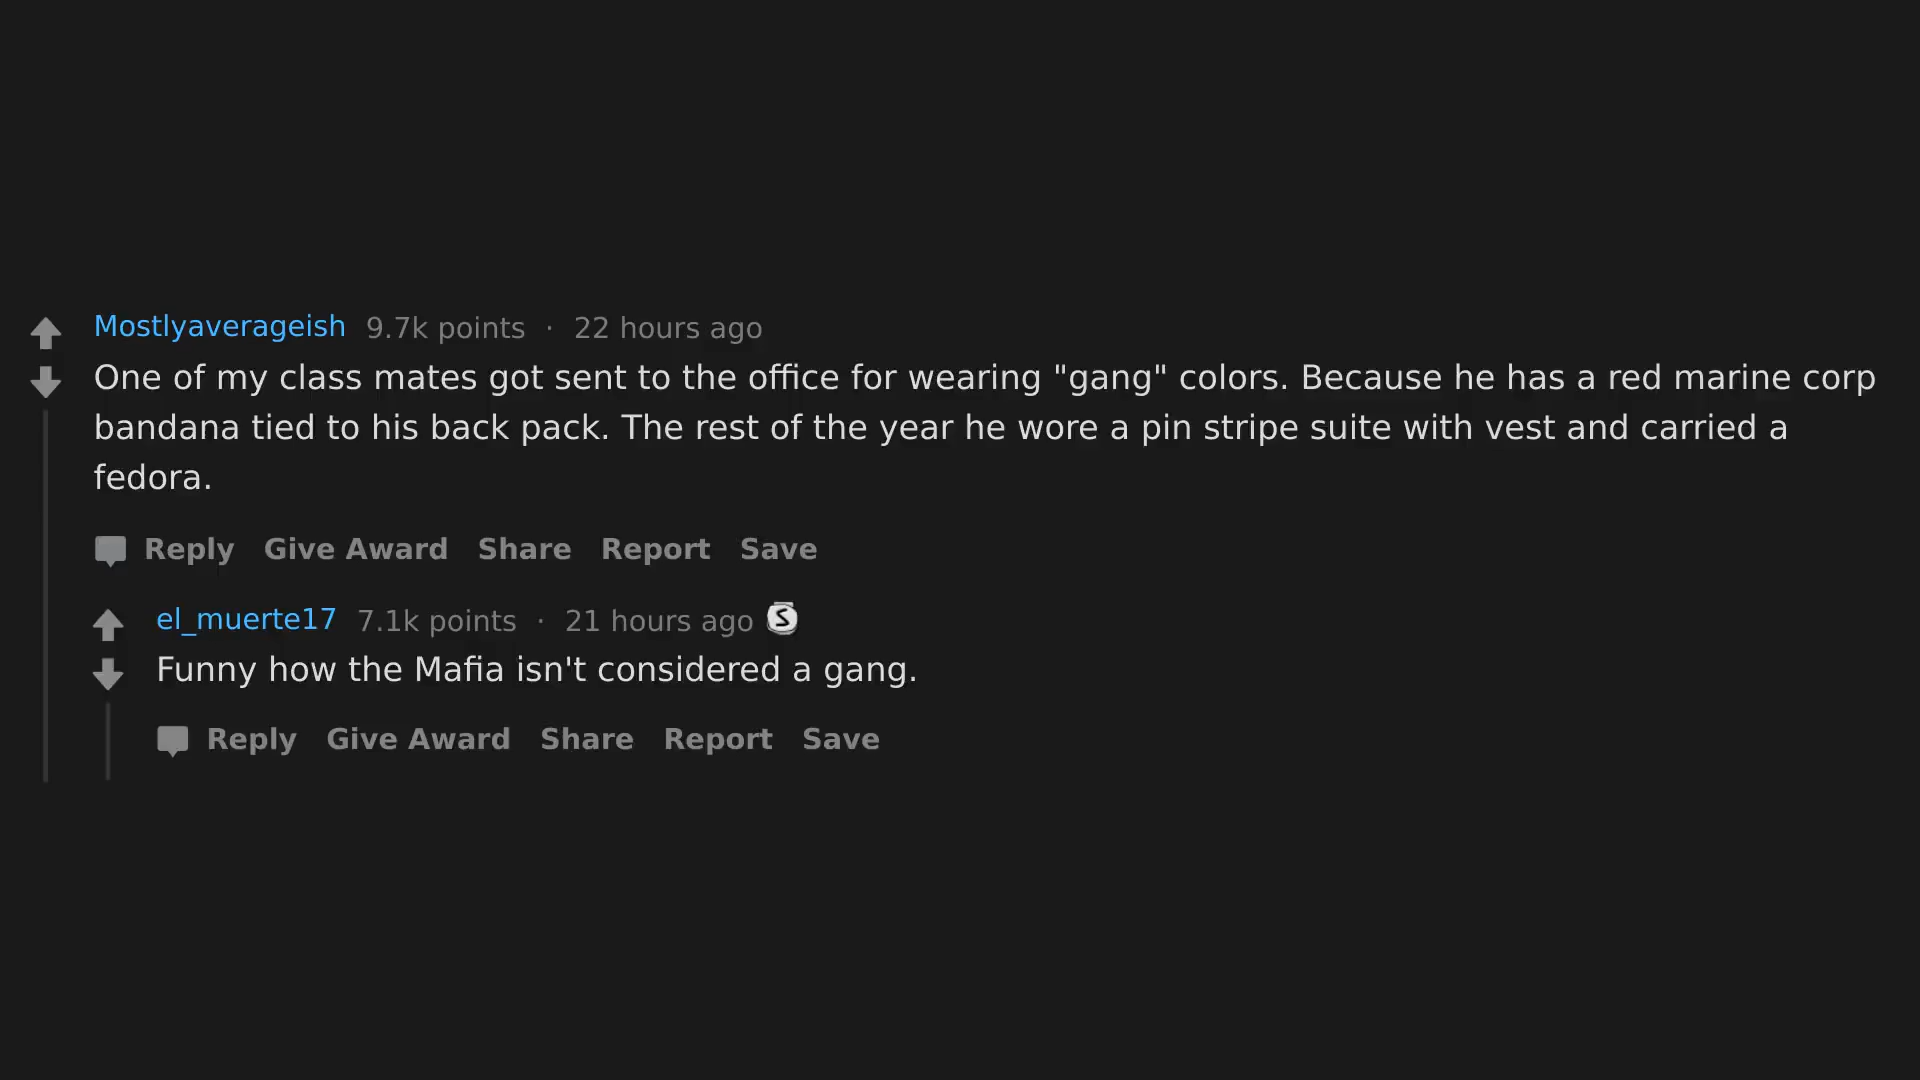 Mostlyaverageish 9.7k points · 22 hours ago
One of my class mates got sent to the office for wearing "gang" colors. Because he has a red marine corp
bandana tied to his back pack. The rest of the year he wore a pin stripe suite with vest and carried a
fedora.
Reply Give Award Share Report Save
el_muerte17 7.1k points · 21 hours ago S
Funny how the Mafia isn't considered a gang.
Reply Give Award Share Report Save